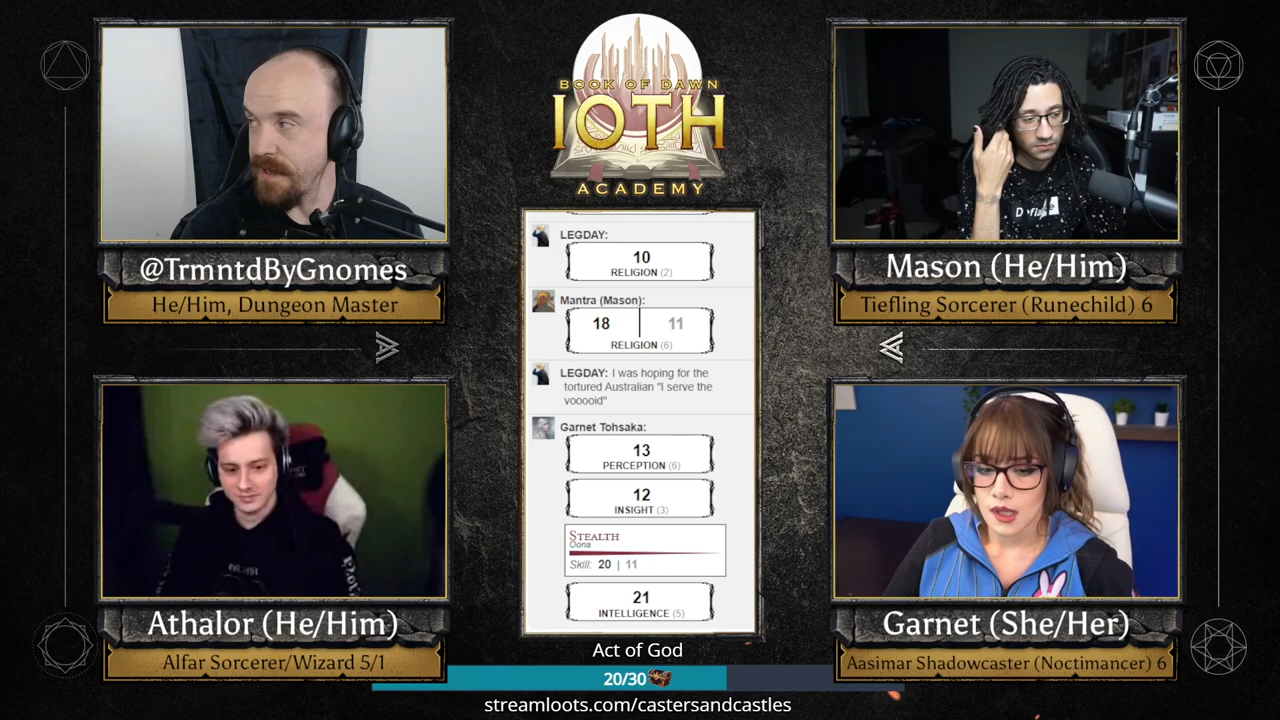 BOOK OF DAWN
IOTH
ACADEMY
@TrmntdByGnomes
He/Him, Dungeon Master
Mason (He/Him)
Tiefling Sorcerer (Runechild) 6
LEGDAY:
10
RELIGION (2)
Mantra (Mason):
18 11
RELIGION (6)
LEGDAY: I was hoping for the
tortured Australian "I serve the
vooooid"
Garnet Tohsaka:
13
PERCEPTION (6)
12
INSIGHT (3)
STEALTH
Oona
Skill: 20 | 11
21
INTELLIGENCE (5)
Athalor (He/Him)
Alfar Sorcerer/Wizard 5/1
Garnet (She/Her)
Aasimar Shadowcaster (Noctimancer) 6
Act of God
20/30
streamloots.com/castersandcastles